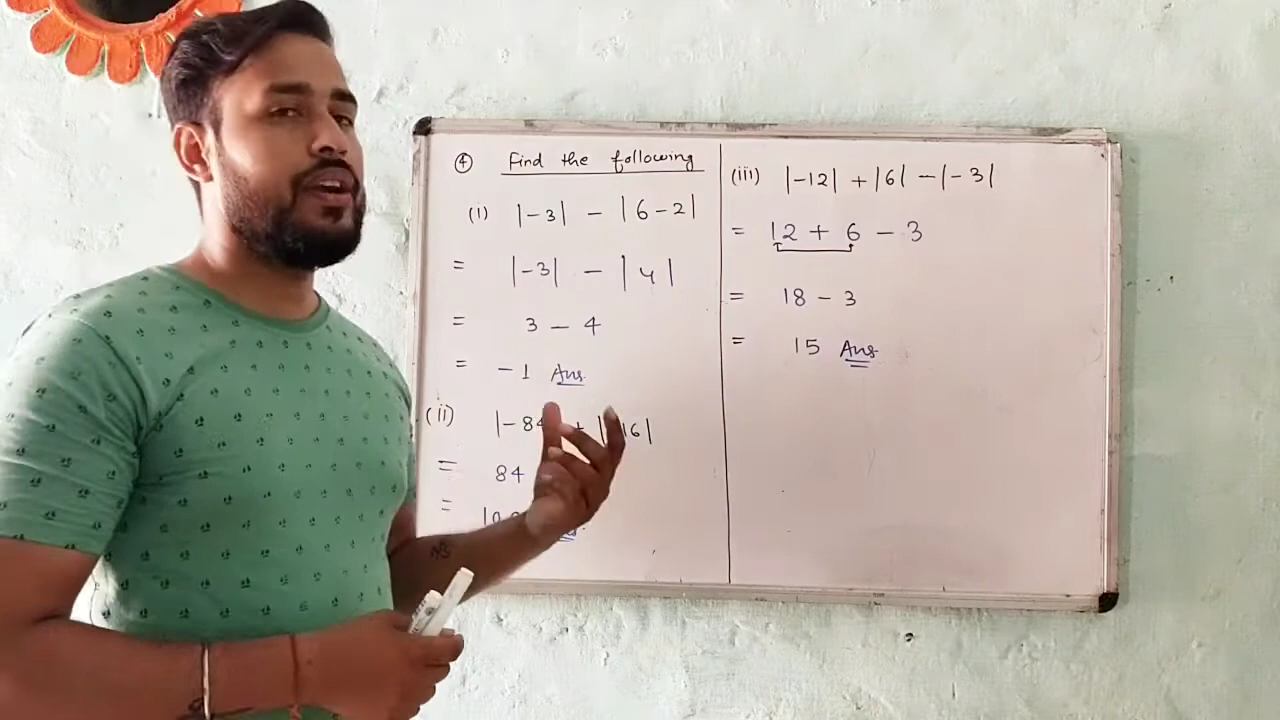 ④ Find the following
(i) |-3| - |6-2|
= |-3| - |4|
= 3 - 4
= -1 Ans
(ii) |-84 + | 16|
= 84
=
(iii) |-12| + |6| - |-3|
= 12 + 6 - 3
= 18 - 3
= 15 Ans